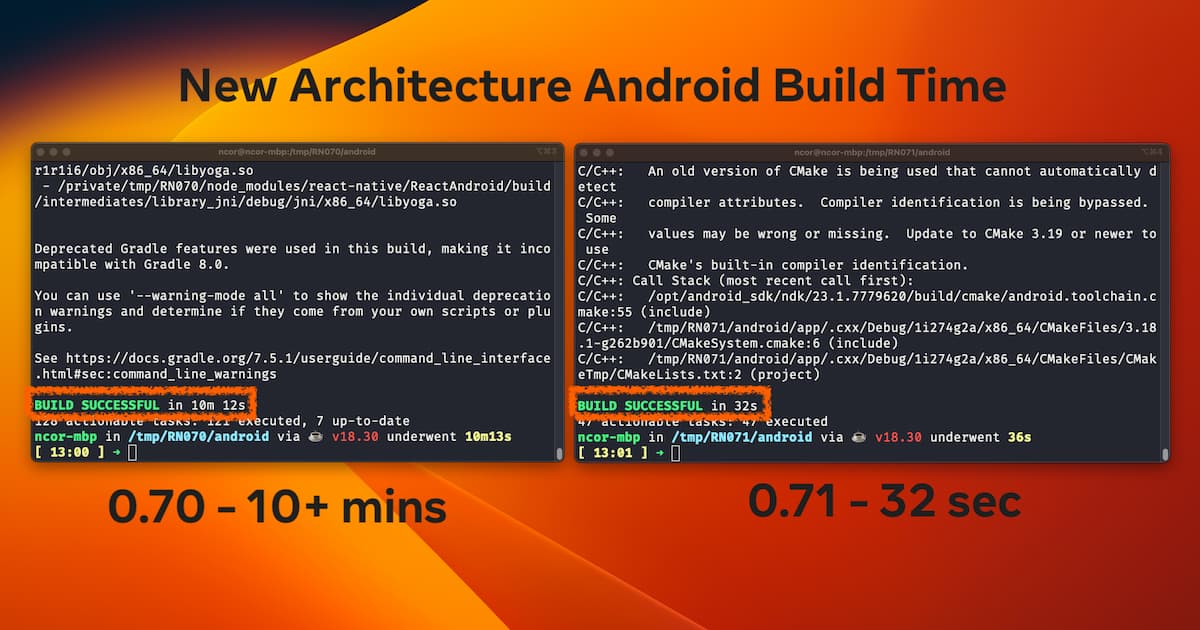 New Architecture Android Build Time
ncor@ncor-mbp:/tmp/RN070/android
r1r1i6/obj/x86_64/libyoga.so
- /private/tmp/RN070/node_modules/react-native/ReactAndroid/build
/intermediates/library_jni/debug/jni/x86_64/libyoga.so
Deprecated Gradle features were used in this build, making it inco
mpatible with Gradle 8.0.
You can use '--warning-mode all' to show the individual deprecatio
n warnings and determine if they come from your own scripts or plu
gins.
See https://docs.gradle.org/7.5.1/userguide/command_line_interface
.html#sec:command_line_warnings
BUILD SUCCESSFUL in 10m 12s
128 actionable tasks: 121 executed, 7 up-to-date
ncor-mbp in /tmp/RN070/android via ☕ v18.30 underwent 10m13s
[ 13:00 ] →
0.70 - 10+ mins
ncor@ncor-mbp:/tmp/RN071/android
C/C++:   An old version of CMake is being used that cannot automatically d
etect
C/C++:   compiler attributes.  Compiler identification is being bypassed.
Some
C/C++:   values may be wrong or missing.  Update to CMake 3.19 or newer to
use
C/C++:   CMake's built-in compiler identification.
C/C++: Call Stack (most recent call first):
C/C++:   /opt/android_sdk/ndk/23.1.7779620/build/cmake/android.toolchain.c
make:55 (include)
C/C++:   /tmp/RN071/android/app/.cxx/Debug/1i274g2a/x86_64/CMakeFiles/3.18
.1-g262b901/CMakeSystem.cmake:6 (include)
C/C++:   /tmp/RN071/android/app/.cxx/Debug/1i274g2a/x86_64/CMakeFiles/CMak
eTmp/CMakeLists.txt:2 (project)
BUILD SUCCESSFUL in 32s
47 actionable tasks: 47 executed
ncor-mbp in /tmp/RN071/android via ☕ v18.30 underwent 36s
[ 13:01 ] →
0.71 - 32 sec